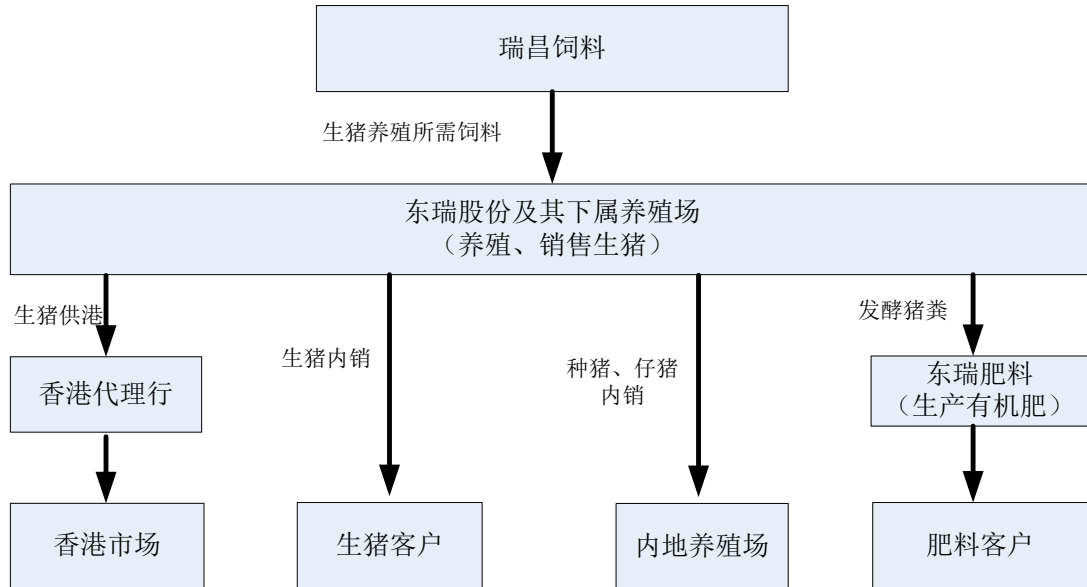 瑞昌饲料
生猪养殖所需饲料
东瑞股份及其下属养殖场
（养殖、销售生猪）
生猪供港
生猪内销
种猪、仔猪
内销
发酵猪粪
香港代理行
东瑞肥料
（生产有机肥）
香港市场
生猪客户
内地养殖场
肥料客户